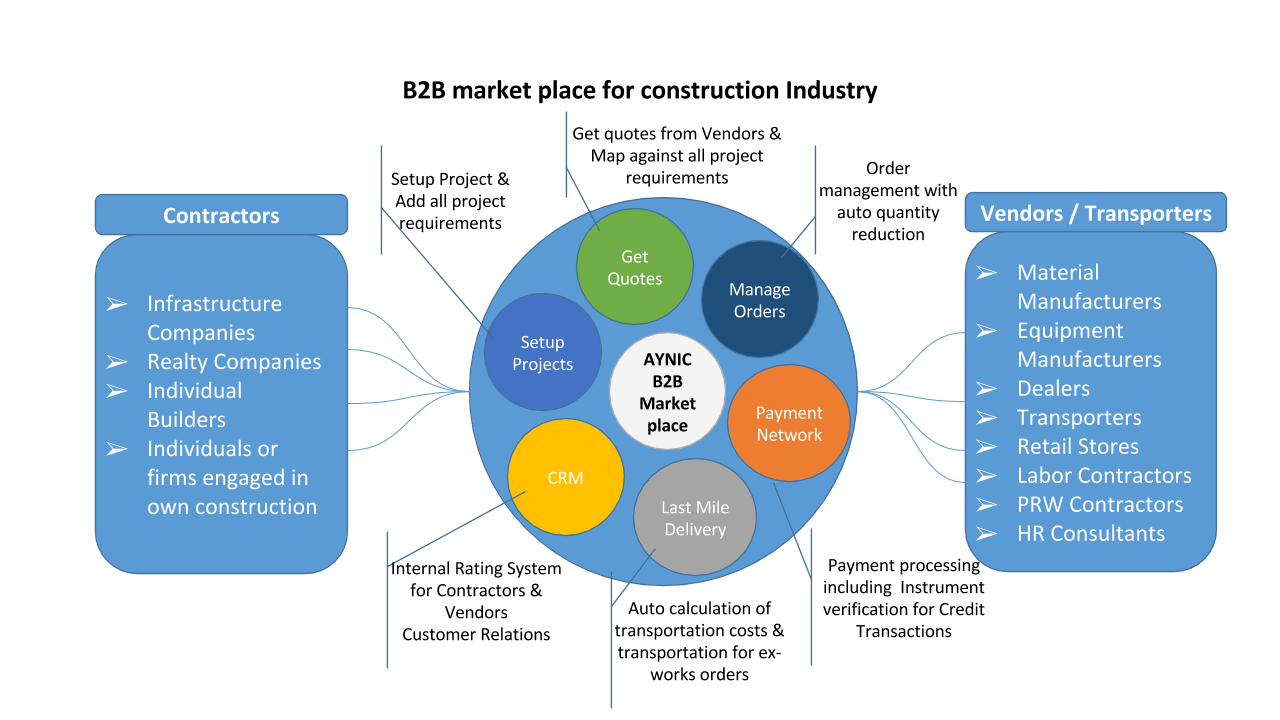 B2B market place for construction Industry
Get quotes from Vendors &
Map against all project
requirements
Setup Project &
Add all project
requirements
Order
management with
auto quantity
reduction
Contractors
➢ Infrastructure
Companies
➢ Realty Companies
➢ Individual
Builders
➢ Individuals or
firms engaged in
own construction
Get
Quotes
Manage
Orders
Setup
Projects
AYNIC
B2B
Market
place
Payment
Network
CRM
Last Mile
Delivery
Vendors / Transporters
➢ Material
Manufacturers
➢ Equipment
Manufacturers
➢ Dealers
➢ Transporters
➢ Retail Stores
➢ Labor Contractors
➢ PRW Contractors
➢ HR Consultants
Internal Rating System
for Contractors &
Vendors
Customer Relations
Auto calculation of
transportation costs &
transportation for ex-
works orders
Payment processing
including Instrument
verification for Credit
Transactions